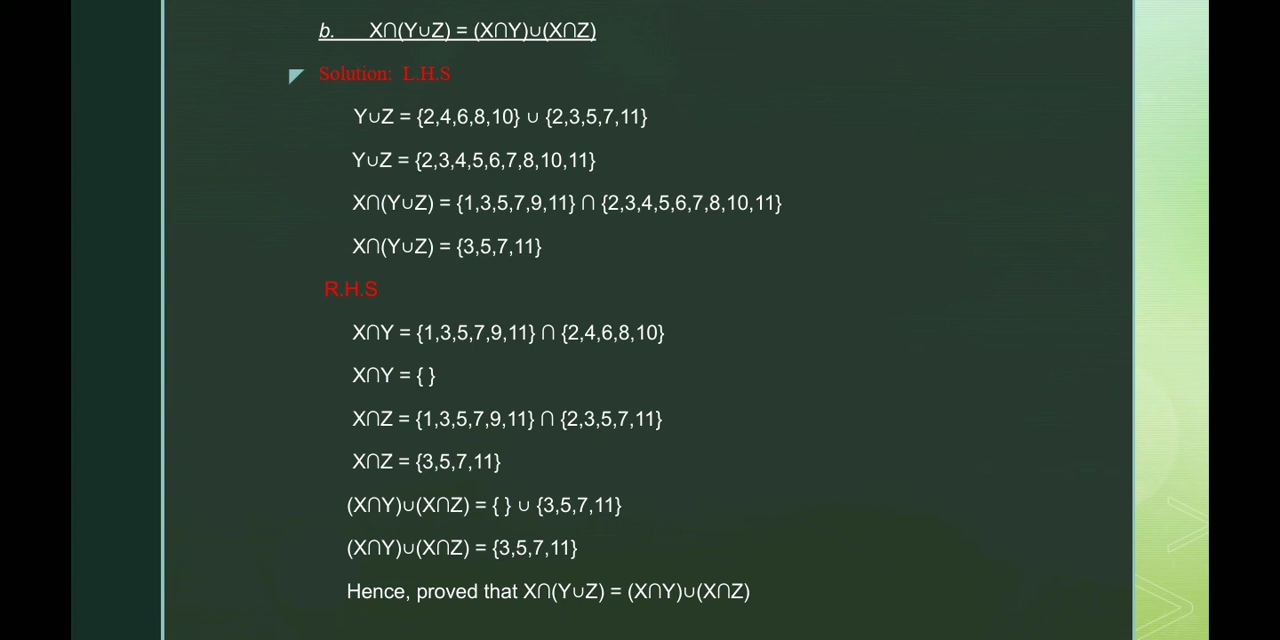 b. X∩(Y∪Z) = (X∩Y)∪(X∩Z)
Solution: L.H.S
Y∪Z = {2,4,6,8,10} ∪ {2,3,5,7,11}
Y∪Z = {2,3,4,5,6,7,8,10,11}
X∩(Y∪Z) = {1,3,5,7,9,11} ∩ {2,3,4,5,6,7,8,10,11}
X∩(Y∪Z) = {3,5,7,11}
R.H.S
X∩Y = {1,3,5,7,9,11} ∩ {2,4,6,8,10}
X∩Y = { }
X∩Z = {1,3,5,7,9,11} ∩ {2,3,5,7,11}
X∩Z = {3,5,7,11}
(X∩Y)∪(X∩Z) = { } ∪ {3,5,7,11}
(X∩Y)∪(X∩Z) = {3,5,7,11}
Hence, proved that X∩(Y∪Z) = (X∩Y)∪(X∩Z)